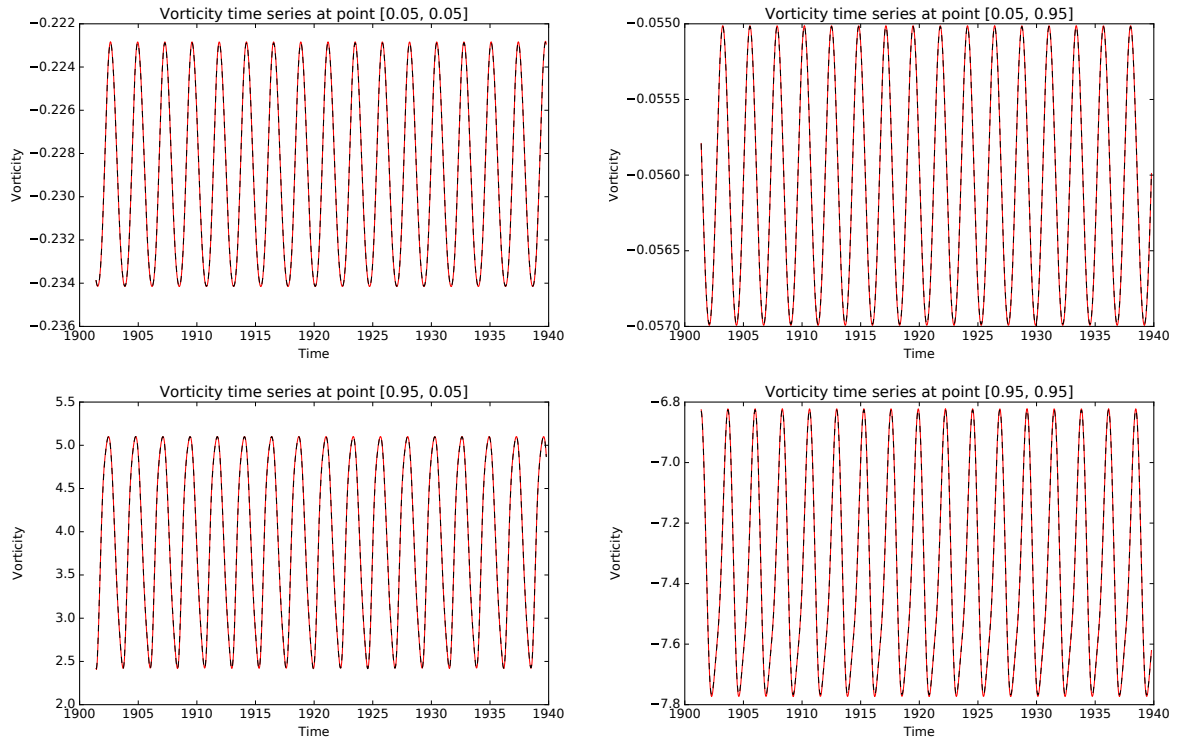 Vorticity time series at point [0.05, 0.05]
−0.222
−0.224
−0.226
−0.228
−0.230
−0.232
−0.234
−0.236
Vorticity
1900 1905 1910 1915 1920 1925 1930 1935 1940
Time
Vorticity time series at point [0.05, 0.95]
−0.0550
−0.0555
−0.0560
−0.0565
−0.0570
Vorticity
1900 1905 1910 1915 1920 1925 1930 1935 1940
Time
Vorticity time series at point [0.95, 0.05]
5.5
5.0
4.5
4.0
3.5
3.0
2.5
2.0
Vorticity
1900 1905 1910 1915 1920 1925 1930 1935 1940
Time
Vorticity time series at point [0.95, 0.95]
−6.8
−7.0
−7.2
−7.4
−7.6
−7.8
Vorticity
1900 1905 1910 1915 1920 1925 1930 1935 1940
Time